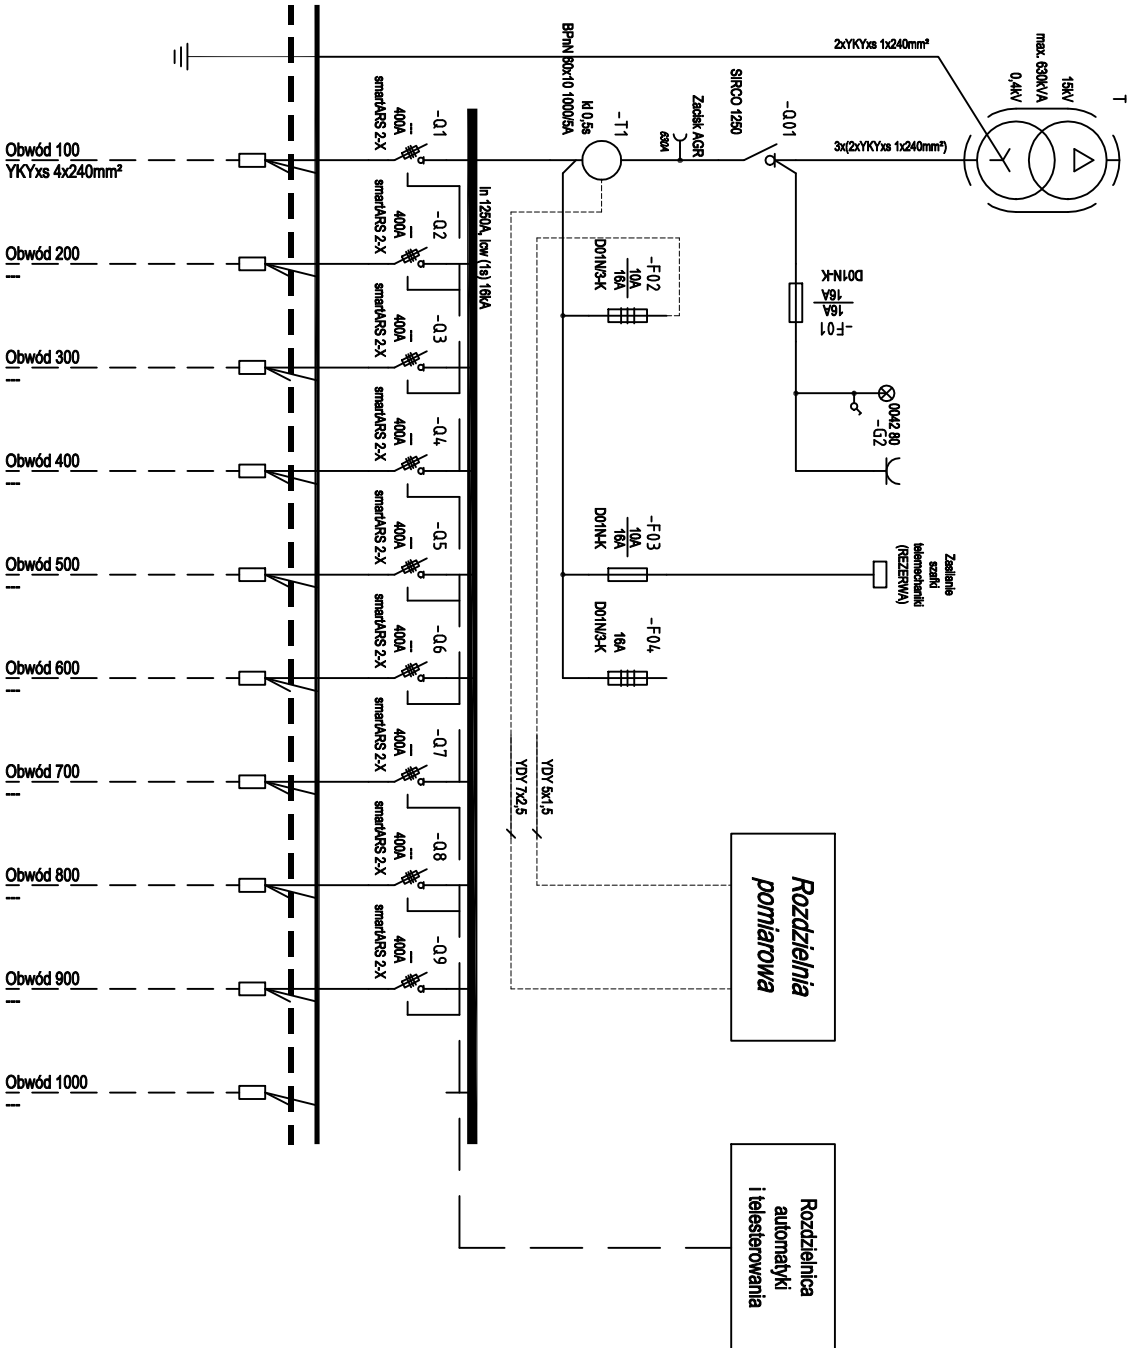 T
15kV
max. 630kVA
0,4kV
2xYKYxs 1x240mm²
3x(2xYKYxs 1x240mm²)
-Q01
SIRCO 1250
Zacisk AGR
630A
-T1
kl 0,5s
BPnN 60x10 1000/5A
In 1250A, Icw (1s) 16kA
-F01
16A
16A
D01N-K
0042 80
-G2
-F02
10A
16A
D01N/3-K
-F03
10A
16A
D01N-K
-F04
16A
D01N/3-K
Zasilanie
szafki
telemechaniki
(REZERWA)
YDY 5x1,5
YDY 7x2,5
Rozdzielnia
pomiarowa
Rozdzielnica
automatyki
i telesterowania
-Q1
---
400A
smartARS 2-X
-Q2
---
400A
smartARS 2-X
-Q3
---
400A
smartARS 2-X
-Q4
---
400A
smartARS 2-X
-Q5
---
400A
smartARS 2-X
-Q6
---
400A
smartARS 2-X
-Q7
---
400A
smartARS 2-X
-Q8
---
400A
smartARS 2-X
-Q9
---
400A
smartARS 2-X
Obwód 100
YKYxs 4x240mm²
Obwód 200
---
Obwód 300
---
Obwód 400
---
Obwód 500
---
Obwód 600
---
Obwód 700
---
Obwód 800
---
Obwód 900
---
Obwód 1000
---